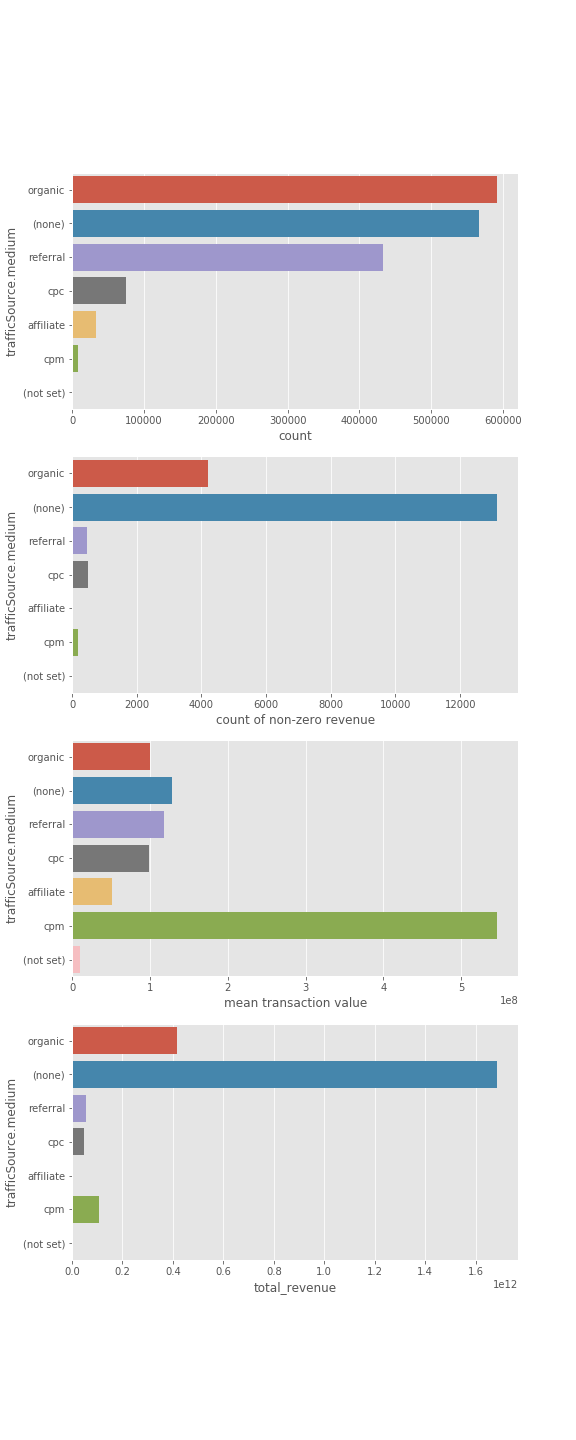 trafficSource.medium
organic
(none)
referral
cpc
affiliate
cpm
(not set)
0 100000 200000 300000 400000 500000 600000
count
trafficSource.medium
organic
(none)
referral
cpc
affiliate
cpm
(not set)
0 2000 4000 6000 8000 10000 12000
count of non-zero revenue
trafficSource.medium
organic
(none)
referral
cpc
affiliate
cpm
(not set)
0 1 2 3 4 5
1e8
mean transaction value
trafficSource.medium
organic
(none)
referral
cpc
affiliate
cpm
(not set)
0.0 0.2 0.4 0.6 0.8 1.0 1.2 1.4 1.6
1e12
total_revenue